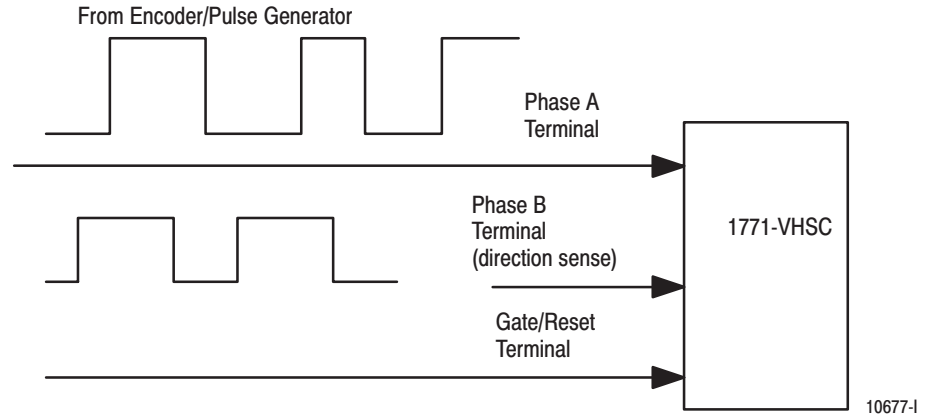 From Encoder/Pulse Generator
Phase A
Terminal
Phase B
Terminal
(direction sense)
1771-VHSC
Gate/Reset
Terminal
10677-I